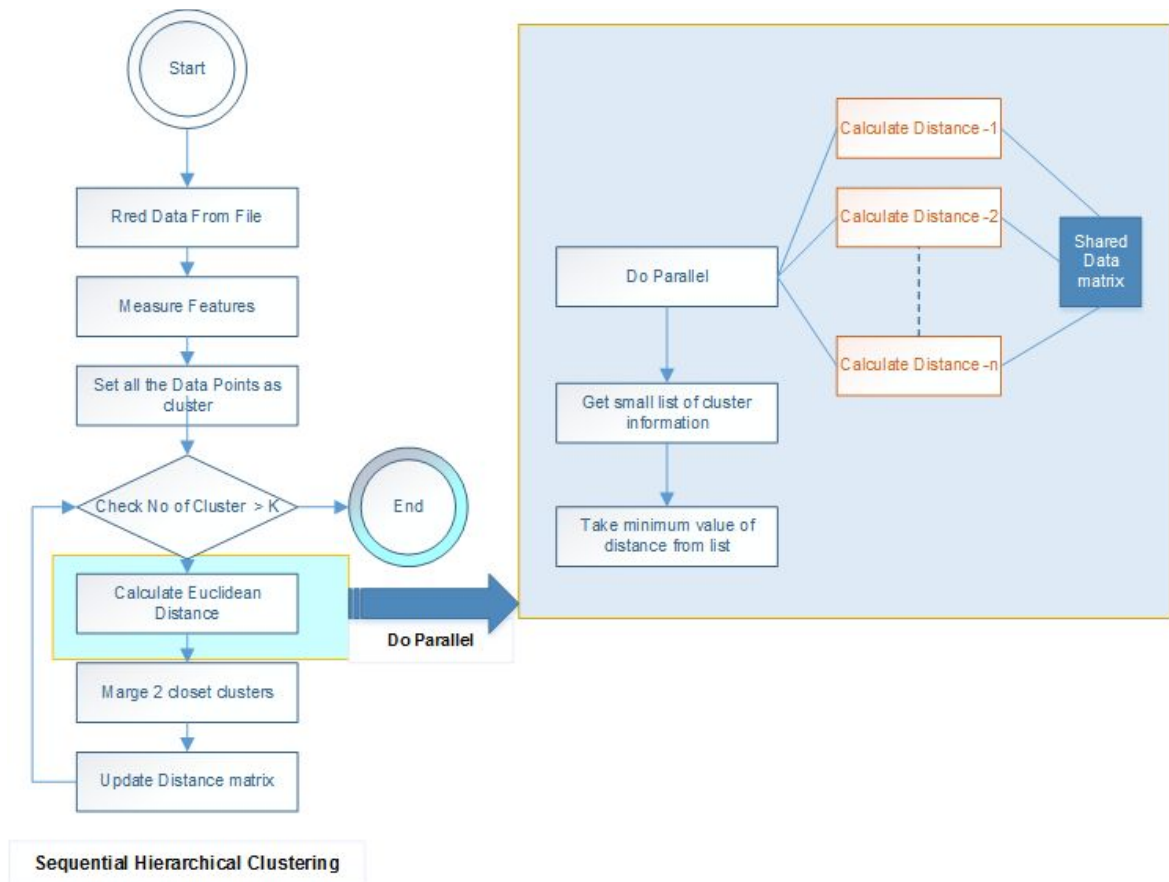 Start
Rred Data From File
Measure Features
Set all the Data Points as
cluster
Check No of Cluster > K
End
Calculate Euclidean
Distance
Do Parallel
Marge 2 closet clusters
Update Distance matrix
Sequential Hierarchical Clustering
Calculate Distance -1
Calculate Distance -2
Shared
Data
matrix
Do Parallel
Calculate Distance -n
Get small list of cluster
information
Take minimum value of
distance from list